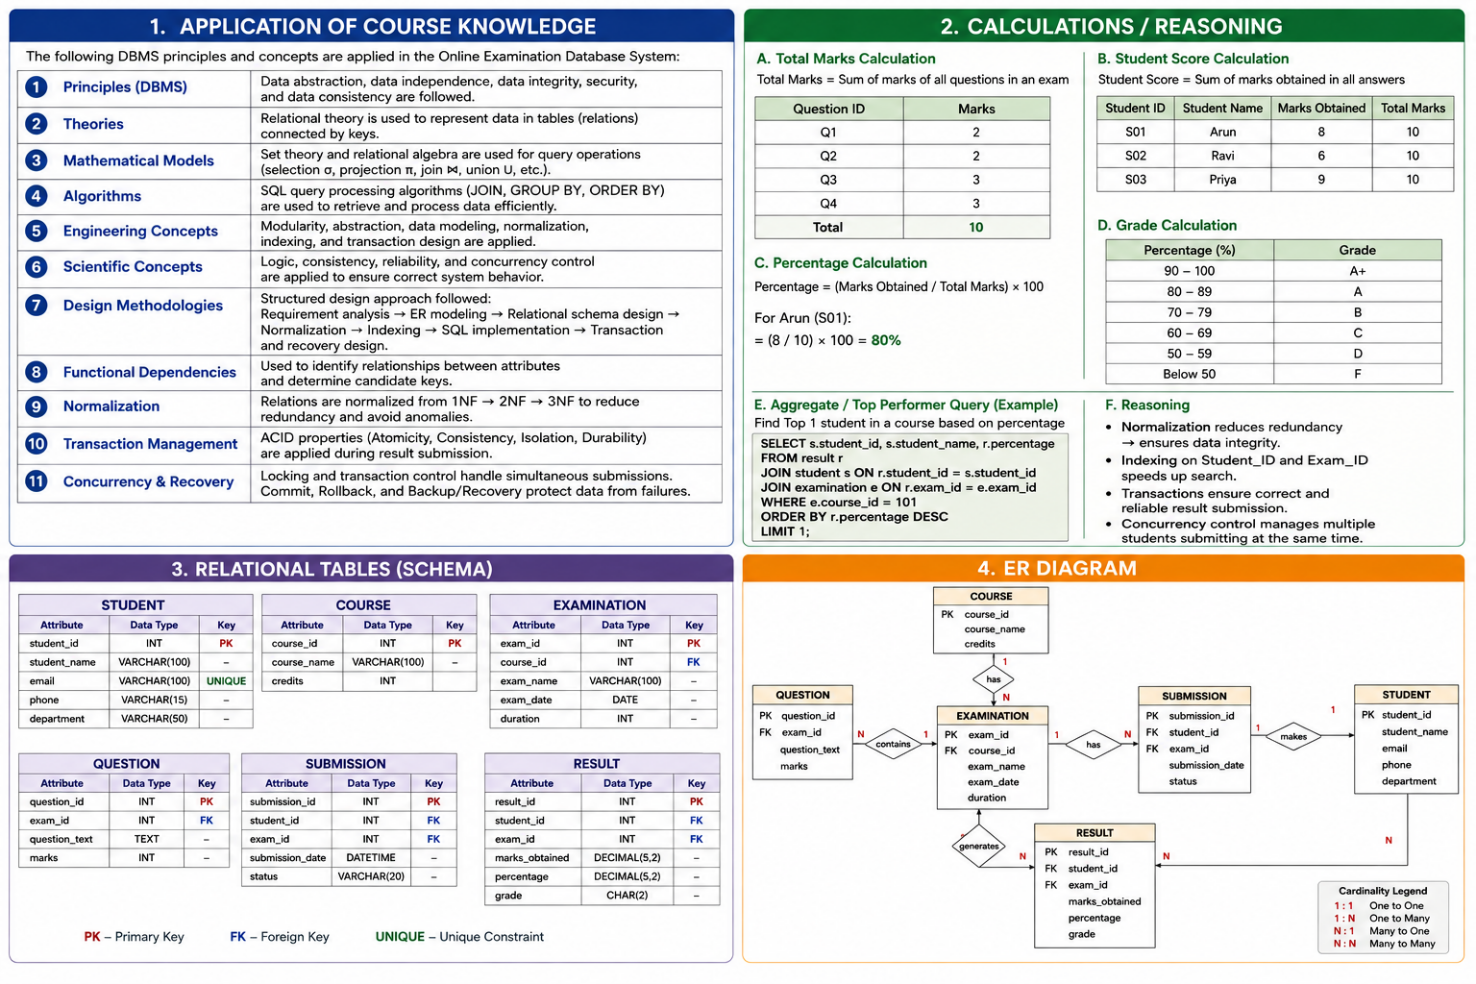 1. APPLICATION OF COURSE KNOWLEDGE
The following DBMS principles and concepts are applied in the Online Examination Database System:
1 Principles (DBMS)
Data abstraction, data independence, data integrity, security,
and data consistency are followed.
2 Theories
Relational theory is used to represent data in tables (relations)
connected by keys.
3 Mathematical Models
Set theory and relational algebra are used for query operations
(selection σ, projection π, join ⋈, union U, etc.).
4 Algorithms
SQL query processing algorithms (JOIN, GROUP BY, ORDER BY)
are used to retrieve and process data efficiently.
5 Engineering Concepts
Modularity, abstraction, data modeling, normalization,
indexing, and transaction design are applied.
6 Scientific Concepts
Logic, consistency, reliability, and concurrency control
are applied to ensure correct system behavior.
7 Design Methodologies
Structured design approach followed:
Requirement analysis → ER modeling → Relational schema design →
Normalization → Indexing → SQL implementation → Transaction
and recovery design.
8 Functional Dependencies
Used to identify relationships between attributes
and determine candidate keys.
9 Normalization
Relations are normalized from 1NF → 2NF → 3NF to reduce
redundancy and avoid anomalies.
10 Transaction Management
ACID properties (Atomicity, Consistency, Isolation, Durability)
are applied during result submission.
11 Concurrency & Recovery
Locking and transaction control handle simultaneous submissions.
Commit, Rollback, and Backup/Recovery protect data from failures.
2. CALCULATIONS / REASONING
A. Total Marks Calculation
Total Marks = Sum of marks of all questions in an exam
Question ID Marks
Q1 2
Q2 2
Q3 3
Q4 3
Total 10
B. Student Score Calculation
Student Score = Sum of marks obtained in all answers
Student ID Student Name Marks Obtained Total Marks
S01 Arun 8 10
S02 Ravi 6 10
S03 Priya 9 10
C. Percentage Calculation
Percentage = (Marks Obtained / Total Marks) × 100
For Arun (S01):
= (8 / 10) × 100 = 80%
D. Grade Calculation
Percentage (%) Grade
90 – 100 A+
80 – 89 A
70 – 79 B
60 – 69 C
50 – 59 D
Below 50 F
E. Aggregate / Top Performer Query (Example)
Find Top 1 student in a course based on percentage
SELECT s.student_id, s.student_name, r.percentage
FROM result r
JOIN student s ON r.student_id = s.student_id
JOIN examination e ON r.exam_id = e.exam_id
WHERE e.course_id = 101
ORDER BY r.percentage DESC
LIMIT 1;
F. Reasoning
• Normalization reduces redundancy
→ ensures data integrity.
• Indexing on Student_ID and Exam_ID
speeds up search.
• Transactions ensure correct and
reliable result submission.
• Concurrency control manages multiple
students submitting at the same time.
3. RELATIONAL TABLES (SCHEMA)
STUDENT
Attribute Data Type Key
student_id INT PK
student_name VARCHAR(100) –
email VARCHAR(100) UNIQUE
phone VARCHAR(15) –
department VARCHAR(50) –
COURSE
Attribute Data Type Key
course_id INT PK
course_name VARCHAR(100) –
credits INT
EXAMINATION
Attribute Data Type Key
exam_id INT PK
course_id INT FK
exam_name VARCHAR(100) –
exam_date DATE –
duration INT –
QUESTION
Attribute Data Type Key
question_id INT PK
exam_id INT FK
question_text TEXT –
marks INT –
SUBMISSION
Attribute Data Type Key
submission_id INT PK
student_id INT FK
exam_id INT FK
submission_date DATETIME –
status VARCHAR(20) –
RESULT
Attribute Data Type Key
result_id INT PK
student_id INT FK
exam_id INT FK
marks_obtained DECIMAL(5,2) –
percentage DECIMAL(5,2) –
grade CHAR(2) –
PK – Primary Key FK – Foreign Key UNIQUE – Unique Constraint
4. ER DIAGRAM
COURSE
PK course_id
course_name
credits
1
has
N
QUESTION
PK question_id
FK exam_id
question_text
marks
N
contains
1
EXAMINATION
PK exam_id
FK course_id
exam_name
exam_date
duration
1
has
N
SUBMISSION
PK submission_id
FK student_id
FK exam_id
submission_date
status
1
makes
1
STUDENT
PK student_id
student_name
email
phone
department
generates
N
RESULT
PK result_id
FK student_id
FK exam_id
marks_obtained
percentage
grade
N
N
Cardinality Legend
1 : 1 One to One
1 : N One to Many
N : 1 Many to One
N : N Many to Many